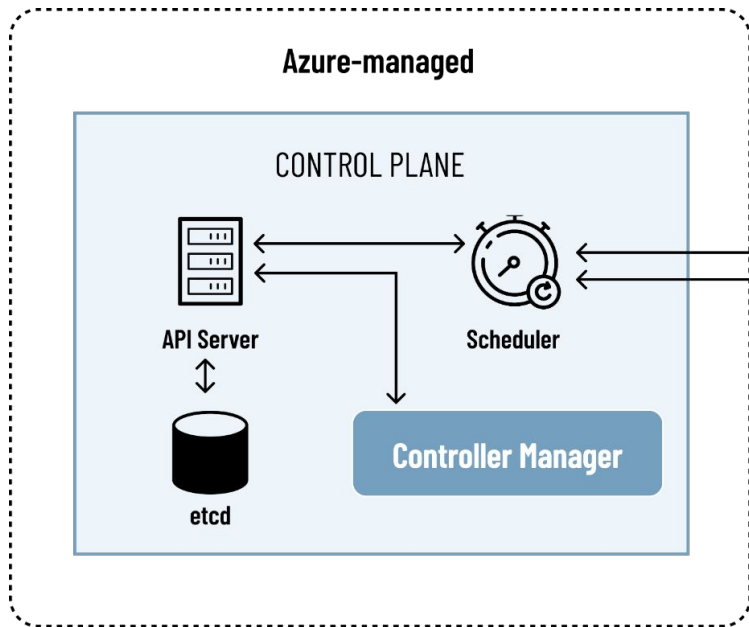 Azure-managed
CONTROL PLANE
API Server
Scheduler
Controller Manager
etcd